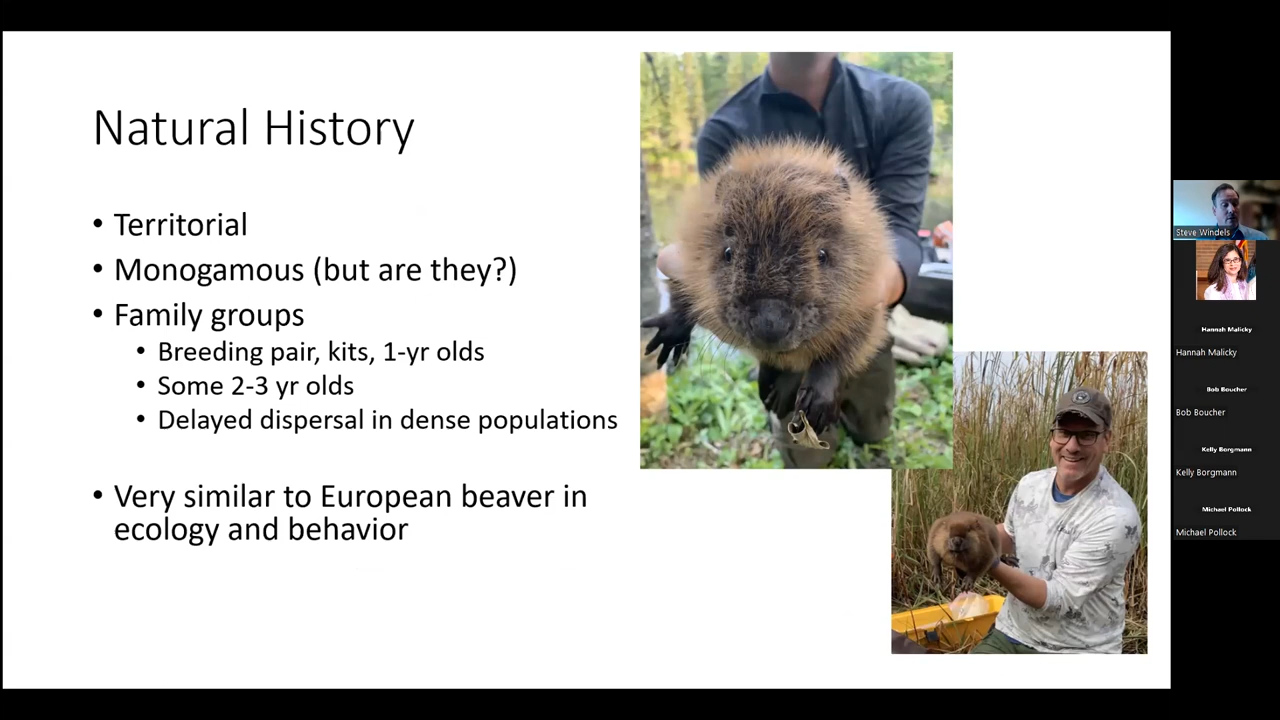 Natural History
• Territorial
• Monogamous (but are they?)
• Family groups
• Breeding pair, kits, 1-yr olds
• Some 2-3 yr olds
• Delayed dispersal in dense populations
• Very similar to European beaver in
ecology and behavior
Steve Windels
Hannah Malicky
Hannah Malicky
Bob Boucher
Bob Boucher
Kelly Borgmann
Kelly Borgmann
Michael Pollock
Michael Pollock